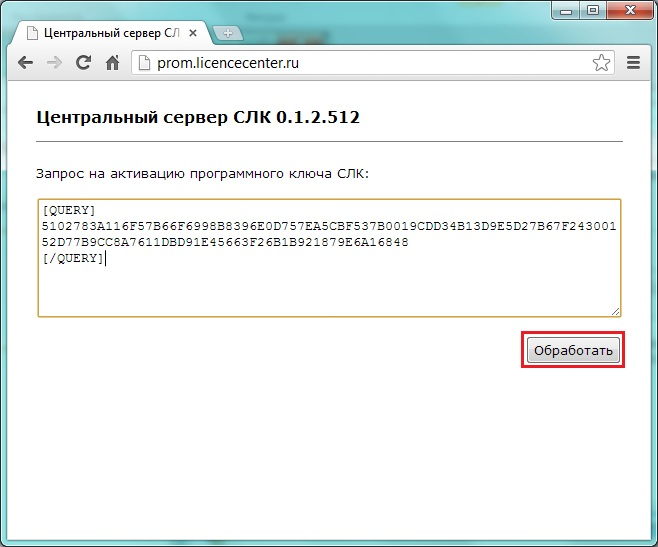 Центральный сервер СЛ
prom.licencecenter.ru
Центральный сервер СЛК 0.1.2.512
Запрос на активацию программного ключа СЛК:
[QUERY]
5102783A116F57B66F6998B8396E0D757EA5CBF537B0019CDD34B13D9E5D27B67F243001
52D77B9CC8A7611DBD91E45663F26B1B921879E6A16848
[/QUERY]
Обработать